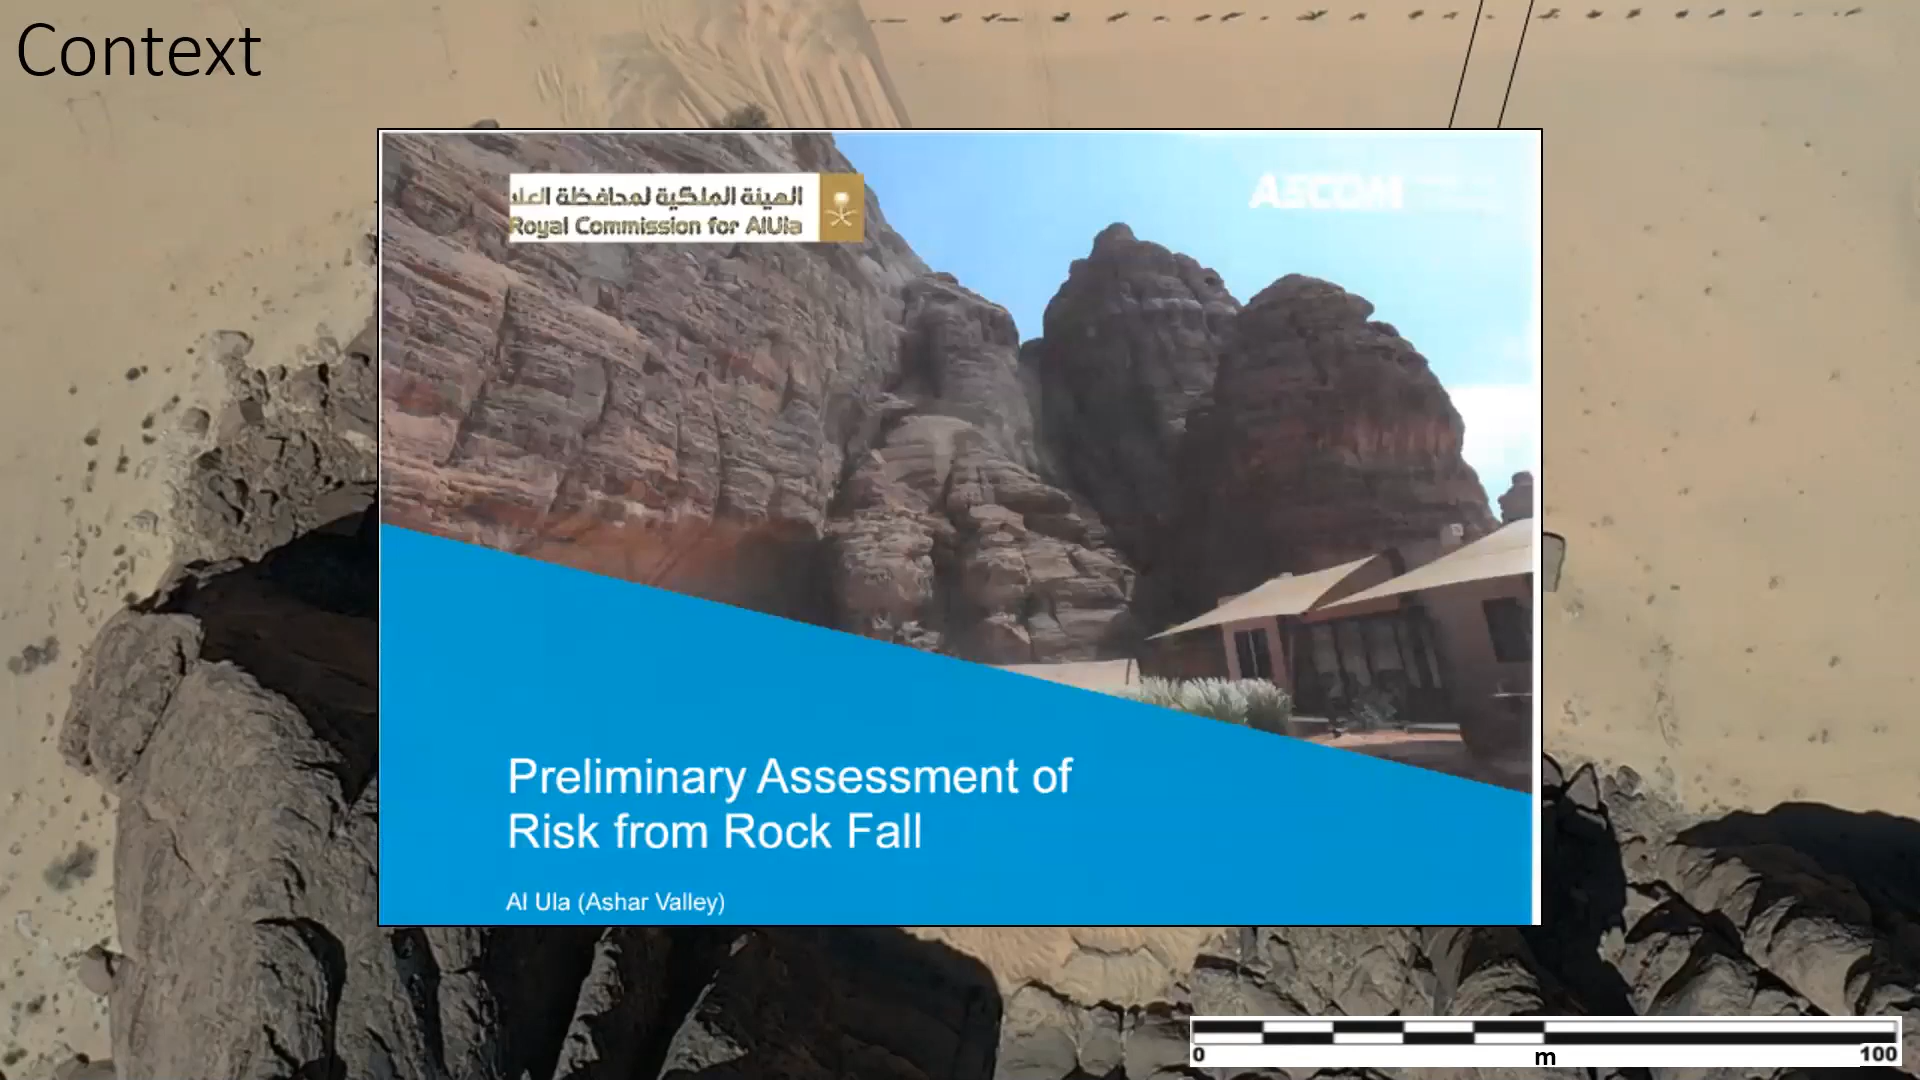 Context
الهيئة الملكية لمحافظة العلا
Royal Commission for AlUla
Preliminary Assessment of
Risk from Rock Fall
Al Ula (Ashar Valley)
0 m 100